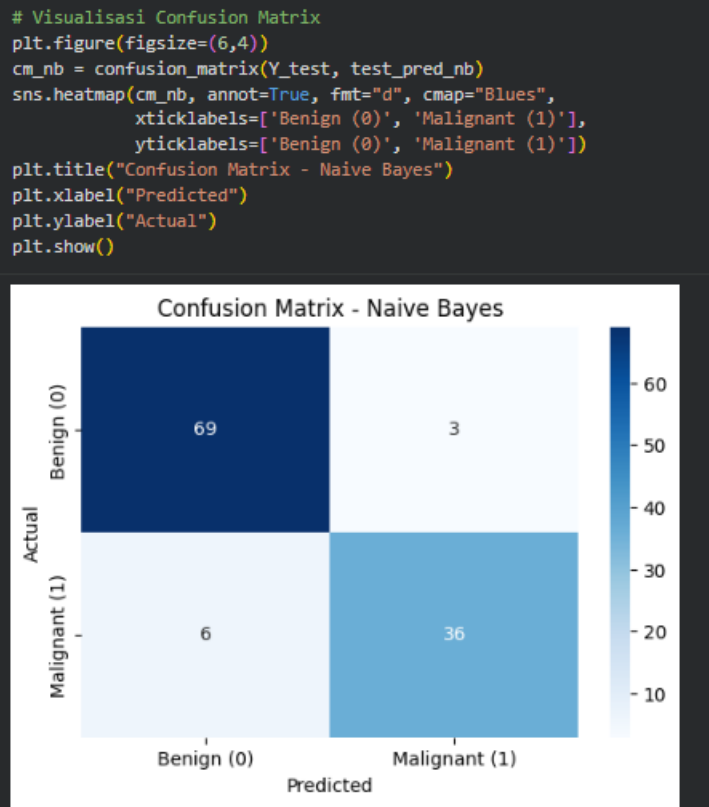 # Visualisasi Confusion Matrix
plt.figure(figsize=(6,4))
cm_nb = confusion_matrix(Y_test, test_pred_nb)
sns.heatmap(cm_nb, annot=True, fmt="d", cmap="Blues",
            xticklabels=['Benign (0)', 'Malignant (1)'],
            yticklabels=['Benign (0)', 'Malignant (1)'])
plt.title("Confusion Matrix - Naive Bayes")
plt.xlabel("Predicted")
plt.ylabel("Actual")
plt.show()
Confusion Matrix - Naive Bayes
Actual
Benign (0)
69
3
Malignant (1)
6
36
Benign (0)
Malignant (1)
Predicted
60
50
40
30
20
10